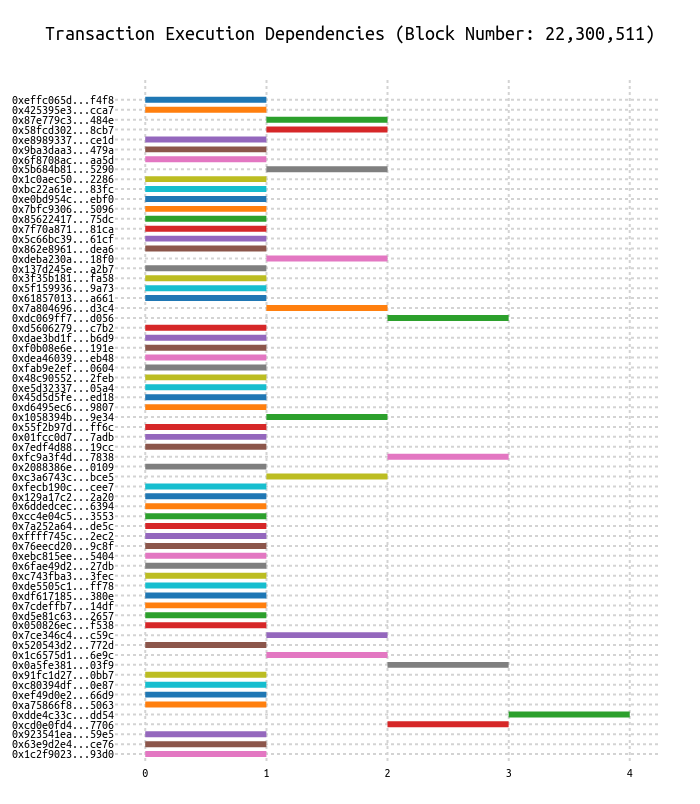 Transaction Execution Dependencies (Block Number: 22,300,511)
0xeffc065d...f4f8
0x425395e3...cca7
0x87e779c3...484e
0x58fcd302...8cb7
0xe8989337...ce1d
0x9ba3daa3...479a
0x6f8708ac...aa5d
0x5b684b81...5290
0x1c0aec50...2286
0xbc22a61e...83fc
0xe0bd954c...ebf0
0x7bfc9306...5096
0x85622417...75dc
0x7f70a871...81ca
0x5c66bc39...61cf
0x862e8961...dea6
0xdeba230a...18f0
0x137d245e...a2b7
0x3f35b181...fa58
0x5f159936...9a73
0x61857013...a661
0x7a804696...d3c4
0xdc069ff7...d056
0xd5606279...c7b2
0xdae3bd1f...b6d9
0xf0b08e6e...191e
0xdea46039...eb48
0xfab9e2ef...0604
0x48c90552...2feb
0xe5d32337...05a4
0x45d5d5fe...ed18
0xd6495ec6...9807
0x1058394b...9e34
0x55f2b97d...ff6c
0x01fcc0d7...7adb
0x7edf4d88...19cc
0xfc9a3f4d...7838
0x2088386e...0109
0xc3a6743c...bce5
0xfecb190c...cee7
0x129a17c2...2a20
0x6ddedcec...6394
0xcc4e04c5...3553
0x7a252a64...de5c
0xffff745c...2ec2
0x76eecd20...9c8f
0xebc815ee...5404
0x6fae49d2...27db
0xc743fba3...3fec
0xde5505c1...ff78
0xdf617185...380e
0x7cdeffb7...14df
0xd5e81c63...2657
0x050826ec...f538
0x7ce346c4...c59c
0x520543d2...772d
0x1c6575d1...6e9c
0x0a5fe381...03f9
0x91fc1d27...0bb7
0xc80394df...0e87
0xef49d0e2...66d9
0xa75866f8...5063
0xdde4c33c...dd54
0xcd0e0fd4...7706
0x923541ea...59e5
0x63e9d2e4...ce76
0x1c2f9023...93d0
0 1 2 3 4